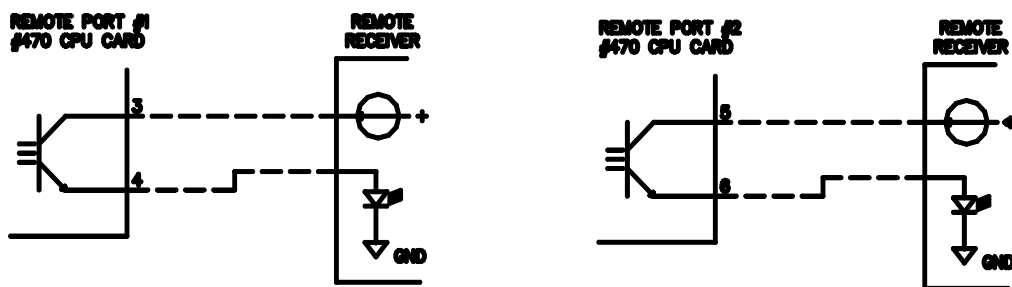 REMOTE PORT #1
#470 CPU CARD
REMOTE
RECEIVER
3
+
4
GND
REMOTE PORT #2
#470 CPU CARD
REMOTE
RECEIVER
5
6
GND